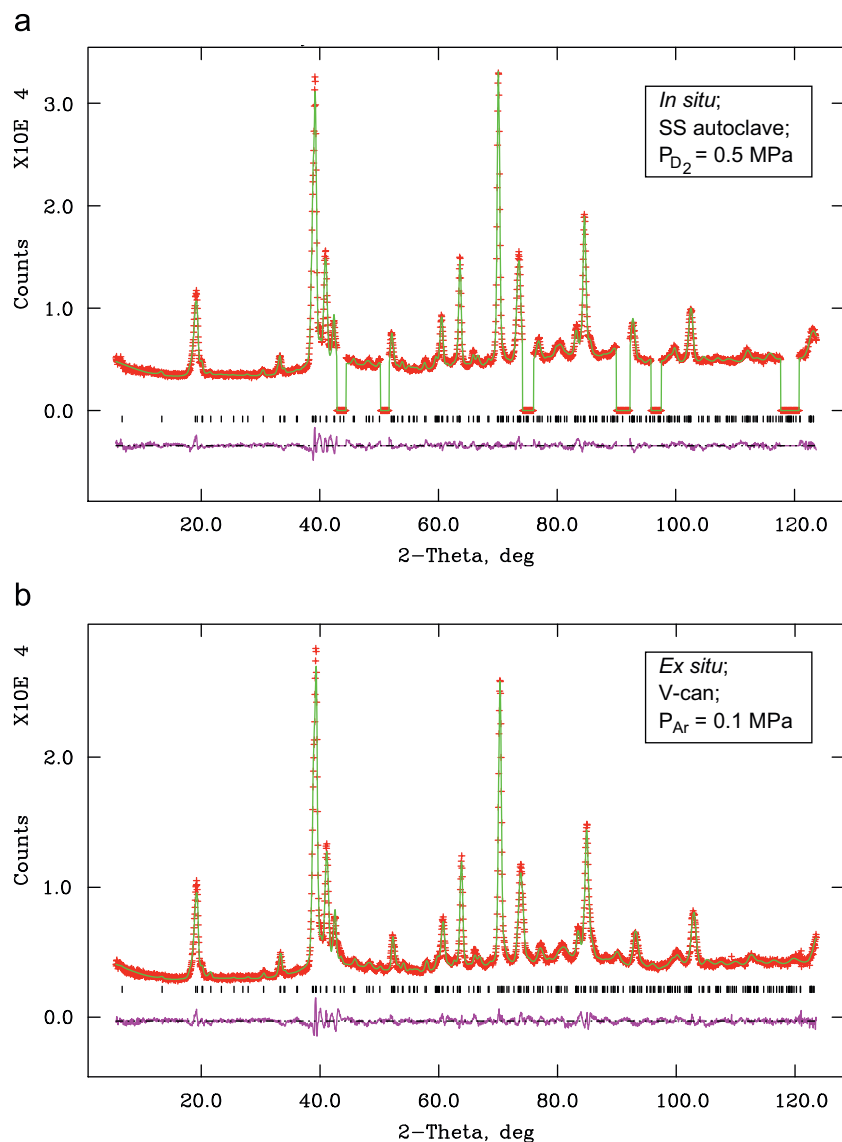 a
X10E 4
Counts
3.0
2.0
1.0
0.0
In situ;
SS autoclave;
P_D2 = 0.5 MPa
20.0 40.0 60.0 80.0 100.0 120.0
2-Theta, deg
b
X10E 4
Counts
2.0
1.0
0.0
Ex situ;
V-can;
P_Ar = 0.1 MPa
20.0 40.0 60.0 80.0 100.0 120.0
2-Theta, deg